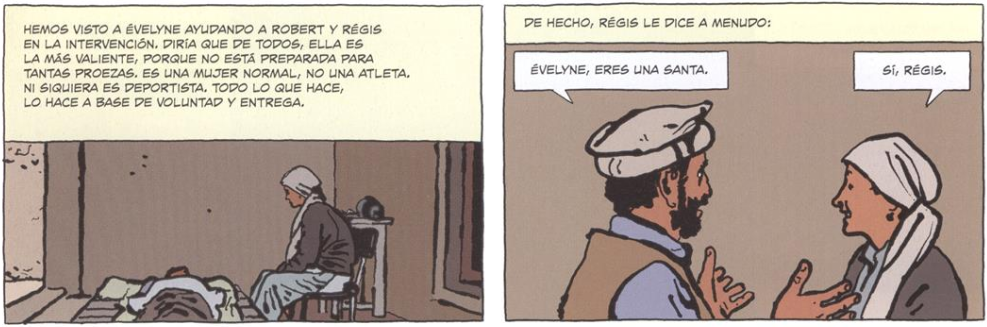 HEMOS VISTO A ÉVELYNE AYUDANDO A ROBERT Y RÉGIS
EN LA INTERVENCIÓN. DIRÍA QUE DE TODOS, ELLA ES
LA MÁS VALIENTE, PORQUE NO ESTÁ PREPARADA PARA
TANTAS PROEZAS. ES UNA MUJER NORMAL, NO UNA ATLETA.
NI SIQUIERA ES DEPORTISTA. TODO LO QUE HACE,
LO HACE A BASE DE VOLUNTAD Y ENTREGA.
DE HECHO, RÉGIS LE DICE A MENUDO:
ÉVELYNE, ERES UNA SANTA.
SÍ, RÉGIS.